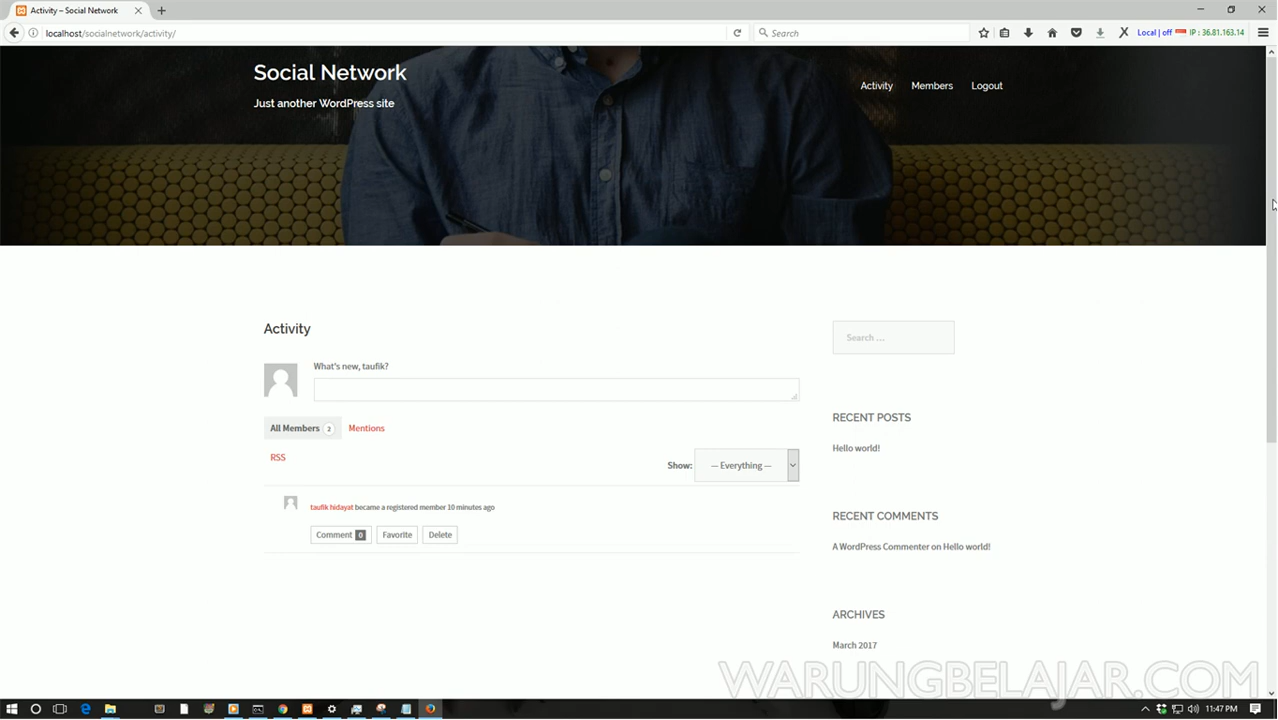 Activity – Social Network
localhost/socialnetwork/activity/
Search
Local | off
IP : 36.81.163.14
Social Network
Just another WordPress site
Activity Members Logout
Activity
What's new, taufik?
All Members 2 Mentions
RSS
Show: — Everything —
taufik hidayat became a registered member 10 minutes ago
Comment 0 Favorite Delete
Search …
RECENT POSTS
Hello world!
RECENT COMMENTS
A WordPress Commenter on Hello world!
ARCHIVES
March 2017
WARUNGBELAJAR.COM
11:47 PM